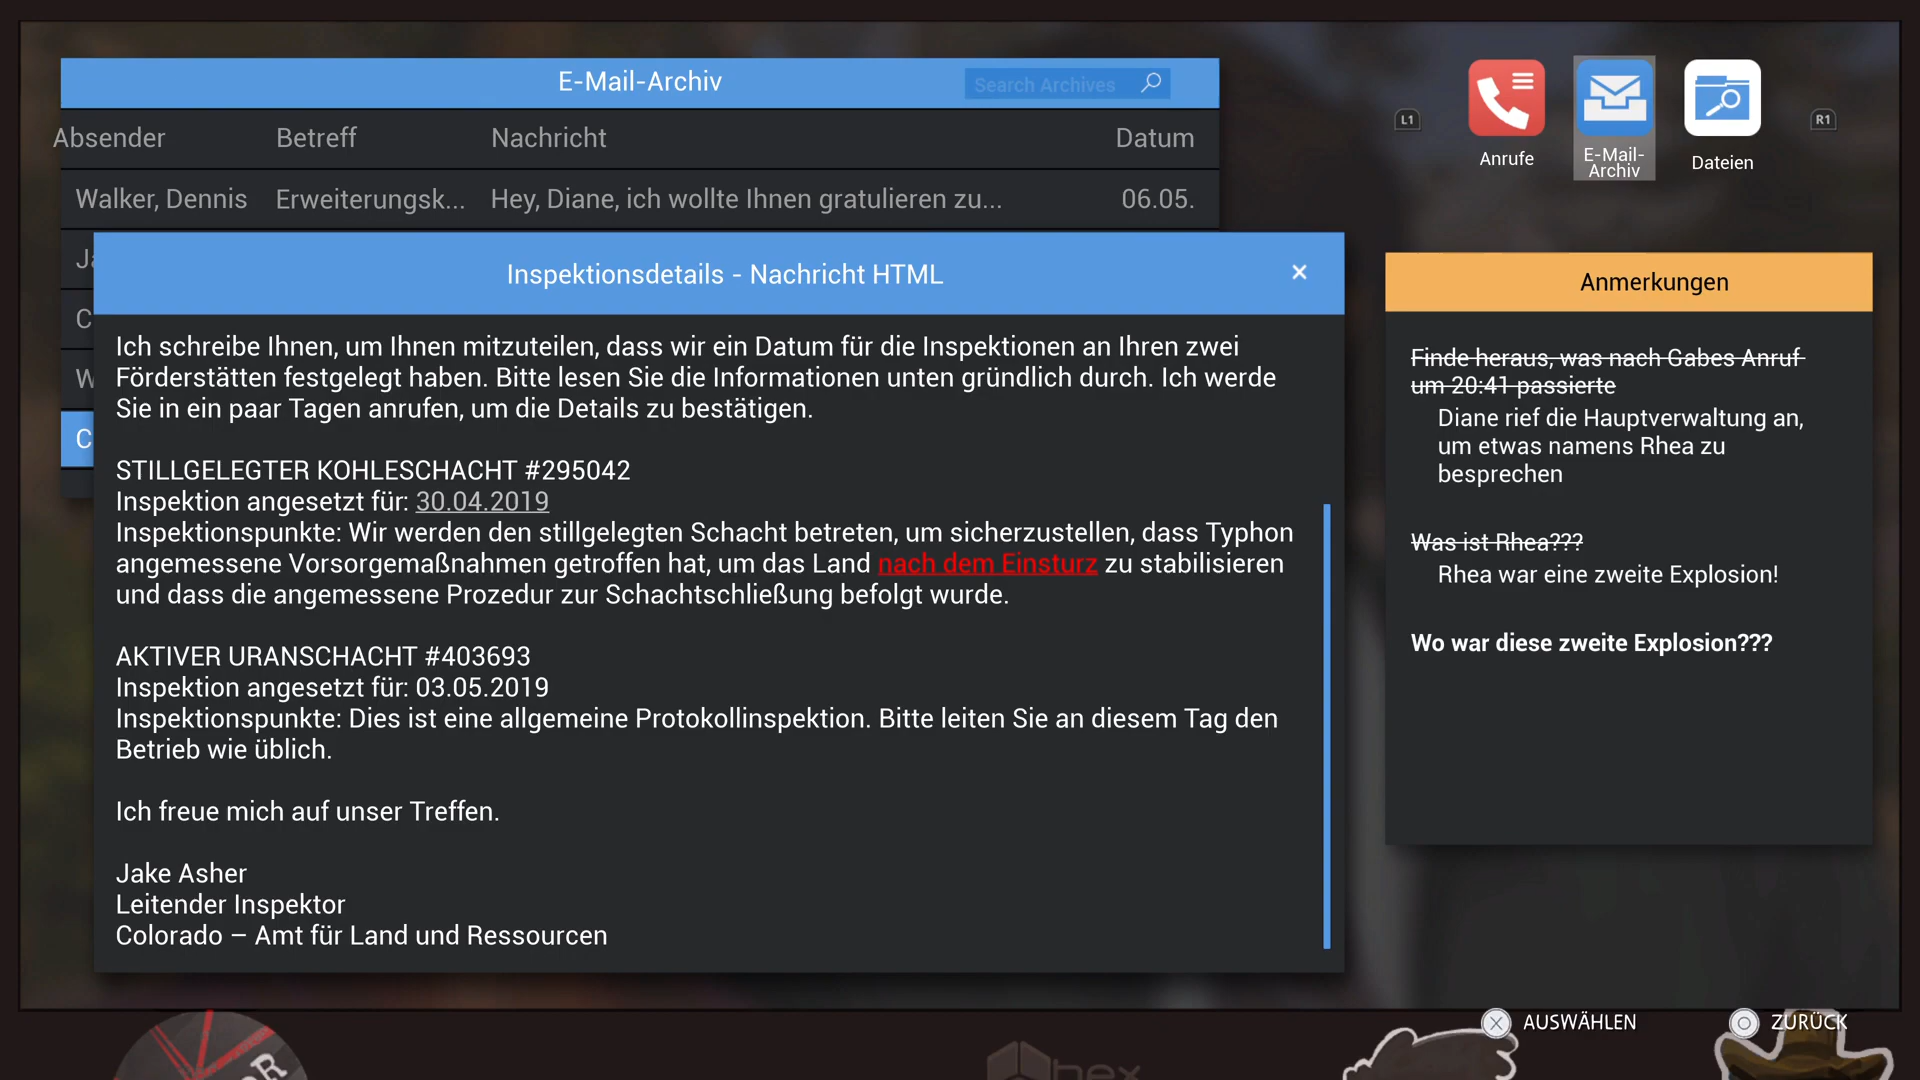 E-Mail-Archiv
Search Archives
Absender Betreff Nachricht Datum
Walker, Dennis Erweiterungsk... Hey, Diane, ich wollte Ihnen gratulieren zu... 06.05.
Inspektionsdetails - Nachricht HTML
Ich schreibe Ihnen, um Ihnen mitzuteilen, dass wir ein Datum für die Inspektionen an Ihren zwei
Förderstätten festgelegt haben. Bitte lesen Sie die Informationen unten gründlich durch. Ich werde
Sie in ein paar Tagen anrufen, um die Details zu bestätigen.
STILLGELEGTER KOHLESCHACHT #295042
Inspektion angesetzt für: 30.04.2019
Inspektionspunkte: Wir werden den stillgelegten Schacht betreten, um sicherzustellen, dass Typhon
angemessene Vorsorgemaßnahmen getroffen hat, um das Land nach dem Einsturz zu stabilisieren
und dass die angemessene Prozedur zur Schachtschließung befolgt wurde.
AKTIVER URANSCHACHT #403693
Inspektion angesetzt für: 03.05.2019
Inspektionspunkte: Dies ist eine allgemeine Protokollinspektion. Bitte leiten Sie an diesem Tag den
Betrieb wie üblich.
Ich freue mich auf unser Treffen.
Jake Asher
Leitender Inspektor
Colorado – Amt für Land und Ressourcen
L1
Anrufe
E-Mail-
Archiv
Dateien
R1
Anmerkungen
Finde heraus, was nach Gabes Anruf
um 20:41 passierte
Diane rief die Hauptverwaltung an,
um etwas namens Rhea zu
besprechen
Was ist Rhea???
Rhea war eine zweite Explosion!
Wo war diese zweite Explosion???
AUSWÄHLEN
ZURÜCK
hex